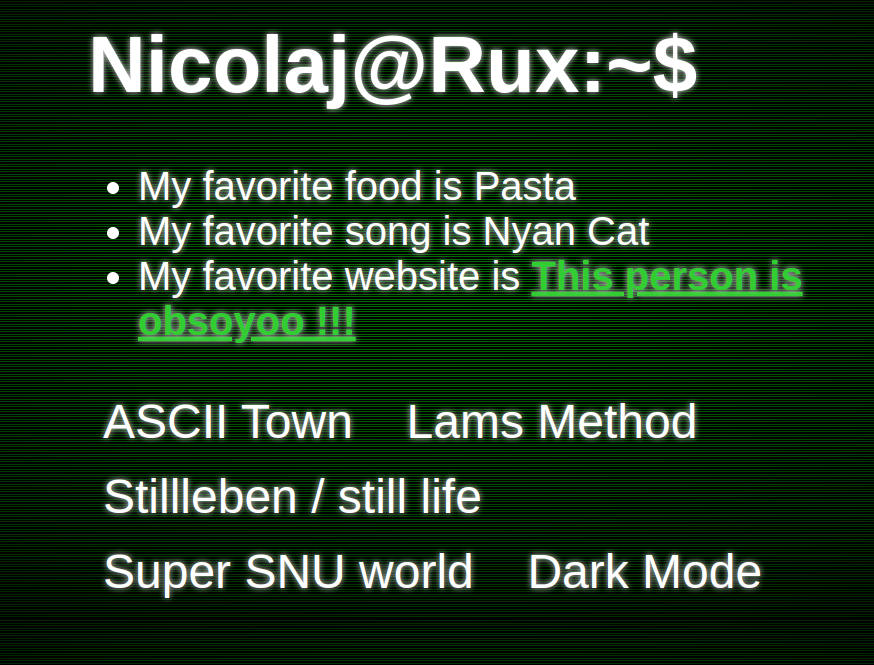 Nicolaj@Rux:~$
My favorite food is Pasta
My favorite song is Nyan Cat
My favorite website is This person is
obsoyoo !!!
ASCII Town Lams Method
Stillleben / still life
Super SNU world Dark Mode